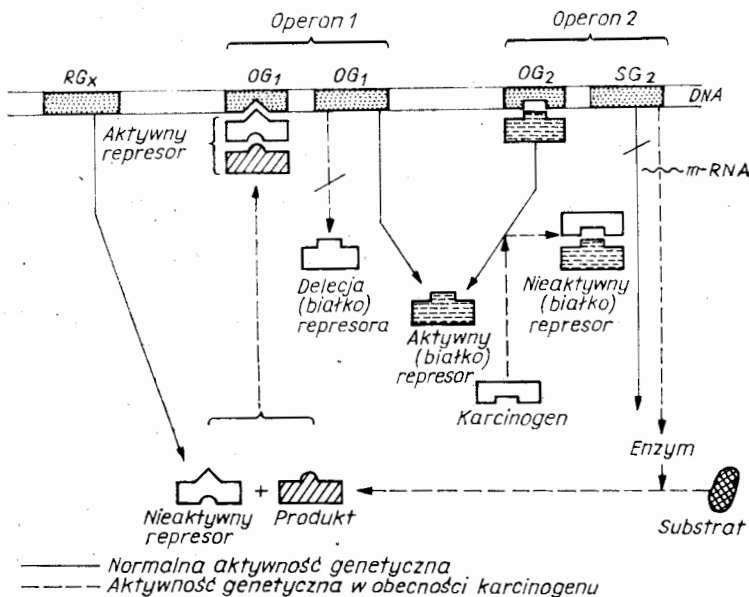 Operon 1
Operon 2
RGx
OG1
OG1
OG2
SG2
DNA
Aktywny
represor
m-RNA
Delecja
(białko)
represora
Aktywny
(białko)
represor
Nieaktywny
(białko)
represor
Karcinogen
Enzym
Nieaktywny
represor
+
Produkt
Substrat
Normalna aktywność genetyczna
Aktywność genetyczna w obecności karcinogenu